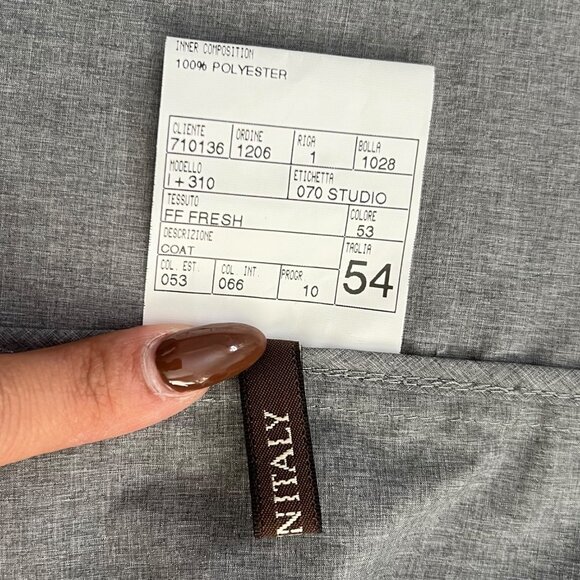 INNER COMPOSITION
100% POLYESTER
CLIENTE ORDINE RIGA BOLLA
710136 1206 1 1028
MODELLO ETICHETTA
I+310 070 STUDIO
TESSUTO COLORE
FF FRESH 53
DESCRIZIONE TAGLIA
COAT 54
COL. EST. COL. INT. PROGR
053 066 10
N ITALY